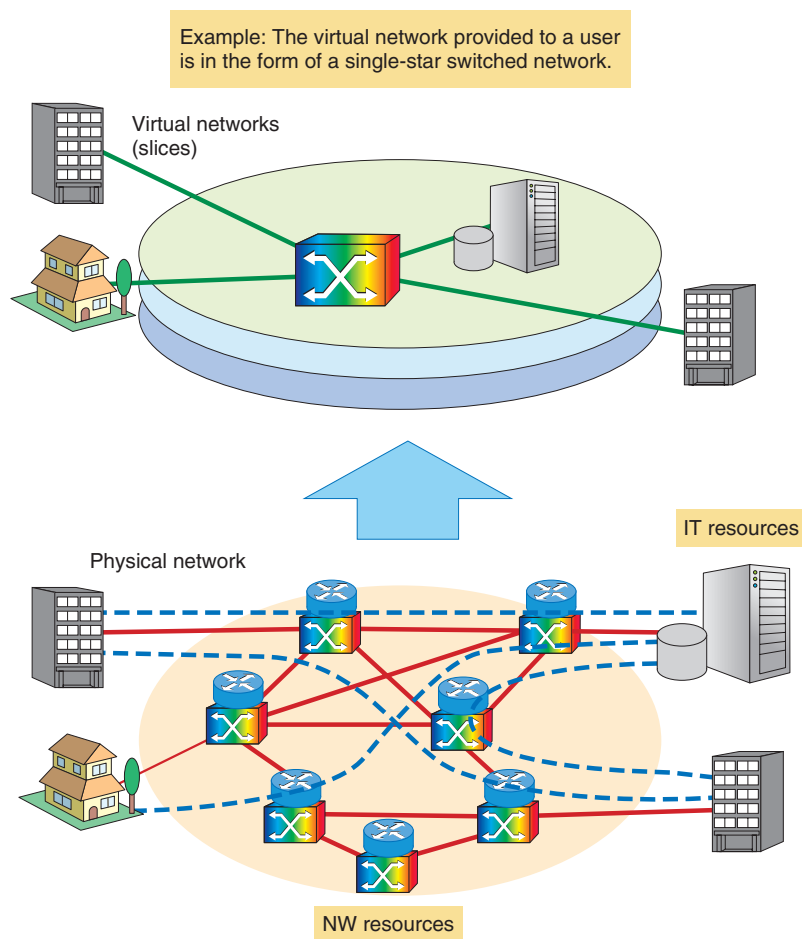 Example: The virtual network provided to a user
is in the form of a single-star switched network.
Virtual networks
(slices)
IT resources
Physical network
NW resources